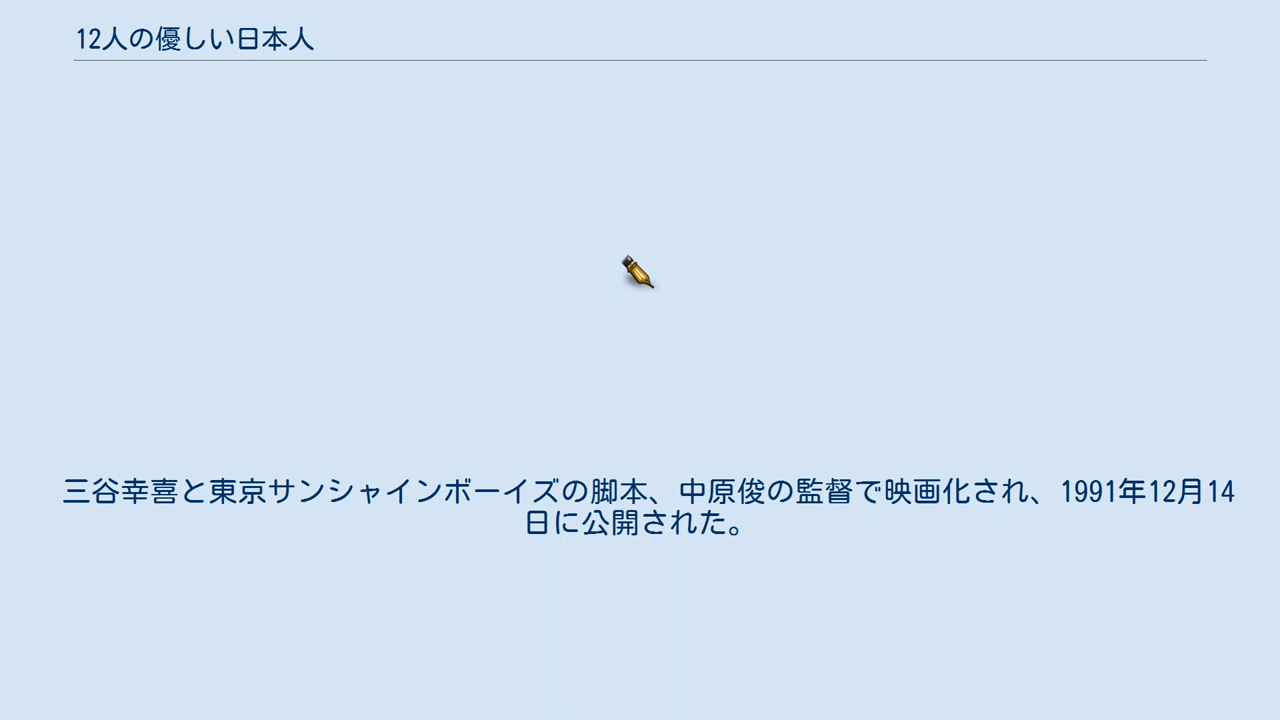 12人の優しい日本人
三谷幸喜と東京サンシャインボーイズの脚本、中原俊の監督で映画化され、1991年12月14
日に公開された。